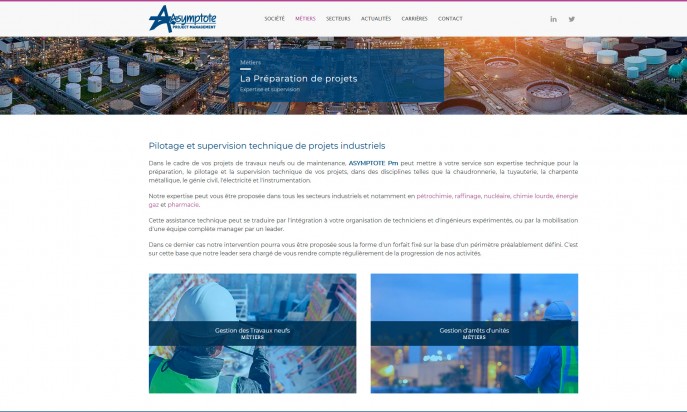 Asymptote
PROJECT MANAGEMENT
SOCIÉTÉ MÉTIERS SECTEURS ACTUALITÉS CARRIÈRES CONTACT
Métiers
La Préparation de projets
Expertise et supervision
Pilotage et supervision technique de projets industriels
Dans le cadre de vos projets de travaux neufs ou de maintenance, ASYMPTOTE Pm peut mettre à votre service son expertise technique pour la
préparation, le pilotage et la supervision technique de vos projets, dans des disciplines telles que la chaudronnerie, la tuyauterie, la charpente
métallique, le génie civil, l'électricité et l'instrumentation.
Notre expertise peut vous être proposée dans tous les secteurs industriels et notamment en pétrochimie, raffinage, nucléaire, chimie lourde, énergie
gaz et pharmacie.
Cette assistance technique peut se traduire par l'intégration à votre organisation de techniciens et d'ingénieurs expérimentés, ou par la mobilisation
d'une équipe complète manager par un leader.
Dans ce dernier cas notre intervention pourra vous être proposée sous la forme d'un forfait fixé sur la base d'un périmètre préalablement défini. C'est
sur cette base que notre leader sera chargé de vous rendre compte régulièrement de la progression de nos activités.
Gestion des Travaux neufs
MÉTIERS
Gestion d'arrêts d'unités
MÉTIERS